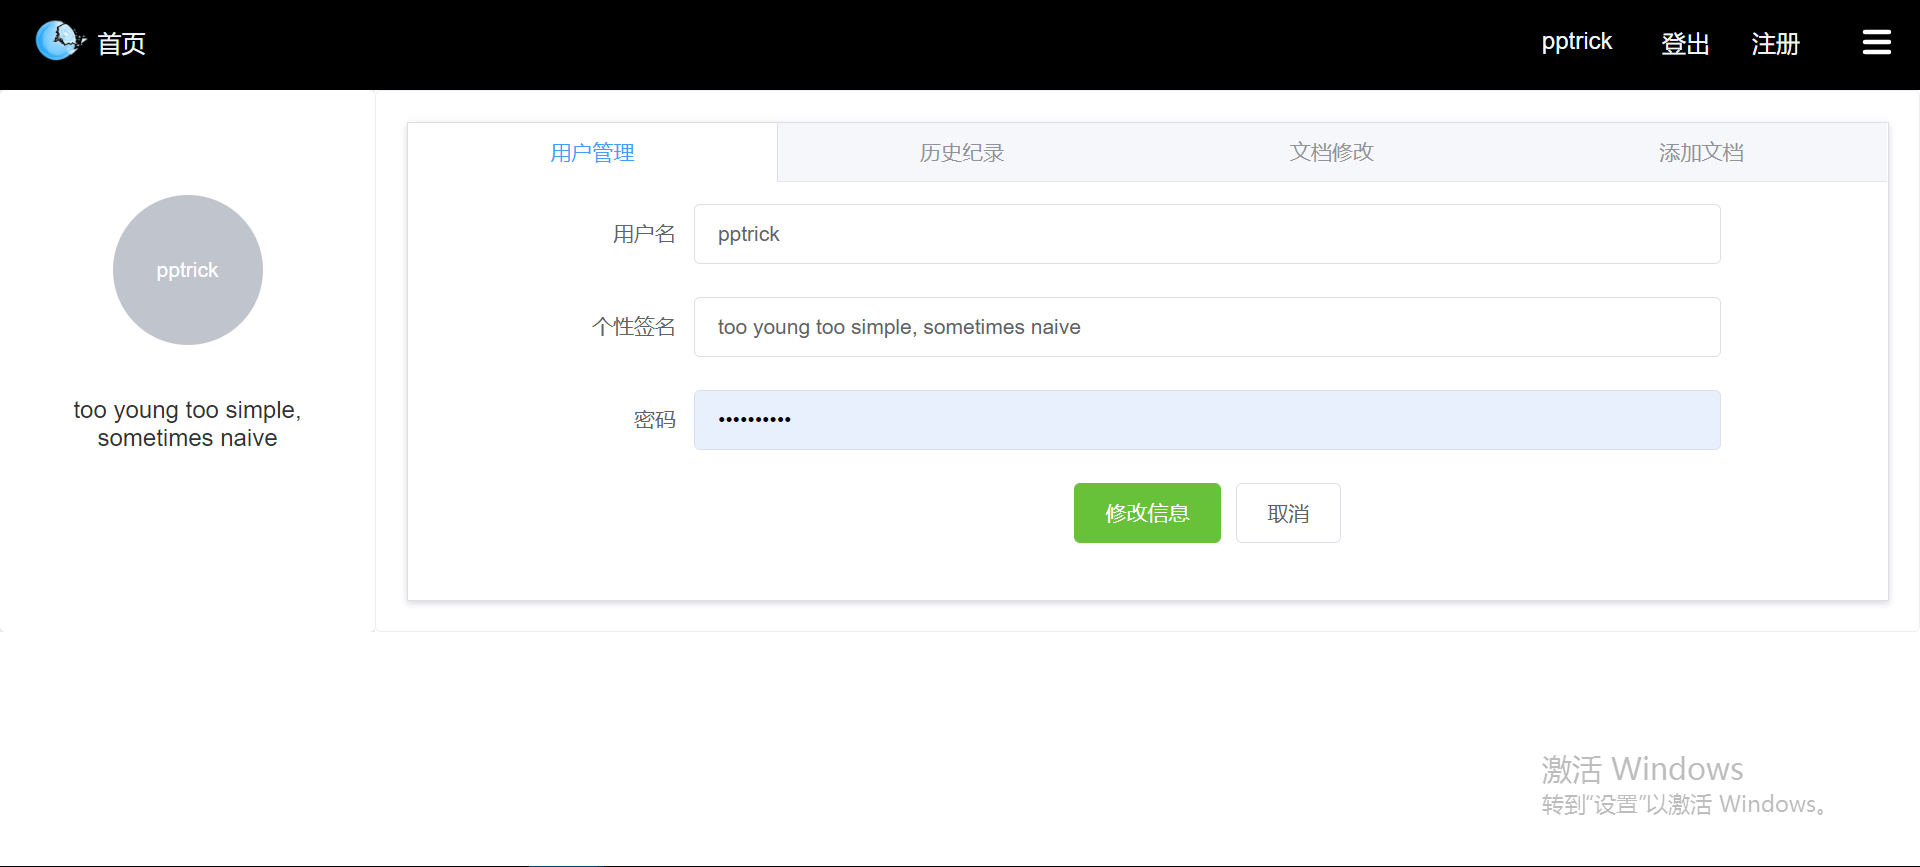 首页
pptrick
登出
注册
pptrick
too young too simple,
sometimes naive
用户管理
历史纪录
文档修改
添加文档
用户名
pptrick
个性签名
too young too simple, sometimes naive
密码
••••••••••
修改信息
取消
激活 Windows
转到“设置”以激活 Windows。